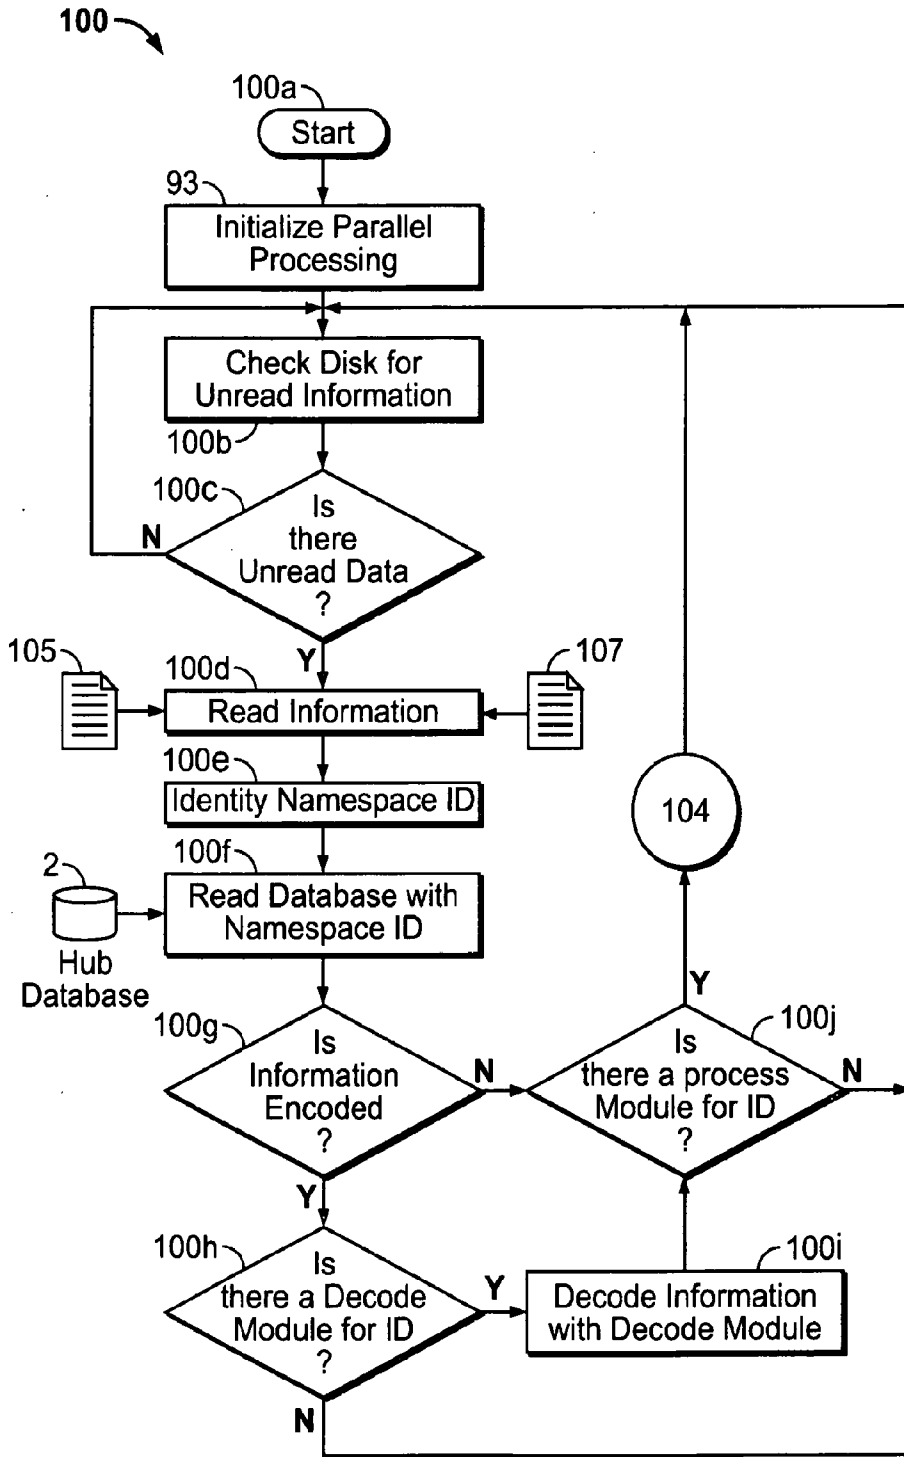 100
100a
Start
93
Initialize Parallel
Processing
Check Disk for
Unread Information
100b
100c
Is
there
Unread Data
?
N
Y
105
100d
107
Read Information
100e
Identity Namespace ID
104
100f
2
Read Database with
Namespace ID
Hub
Database
Y
100g
100j
Is
Information
Encoded
?
N
Is
there a process
Module for ID
?
N
Y
100h
Is
there a Decode
Module for ID
?
Y
100i
Decode Information
with Decode Module
N